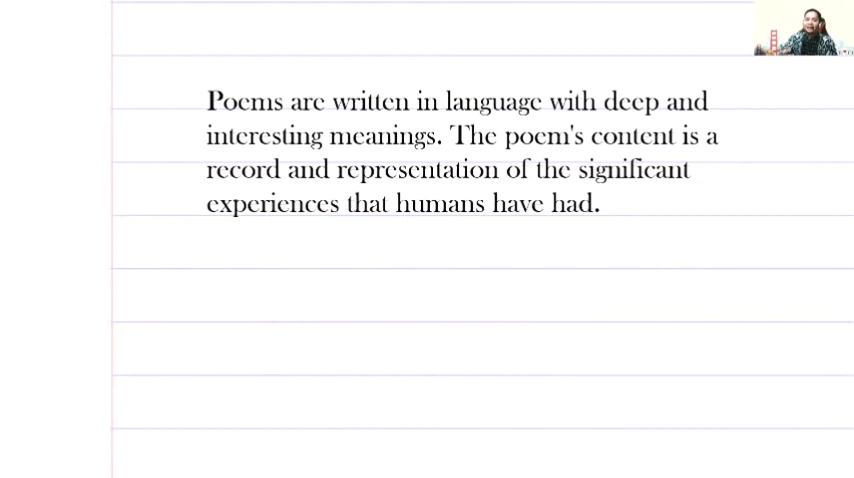 Poems are written in language with deep and
interesting meanings. The poem's content is a
record and representation of the significant
experiences that humans have had.